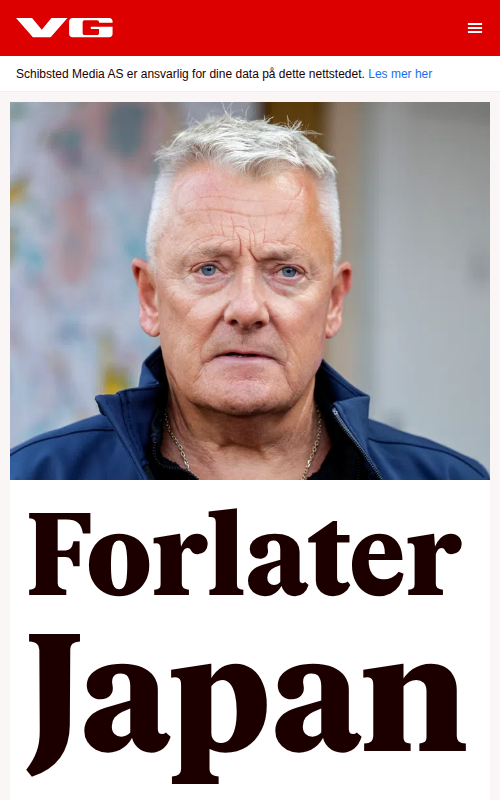 VG
Schibsted Media AS er ansvarlig for dine data på dette nettstedet. Les mer her
Forlater
Japan